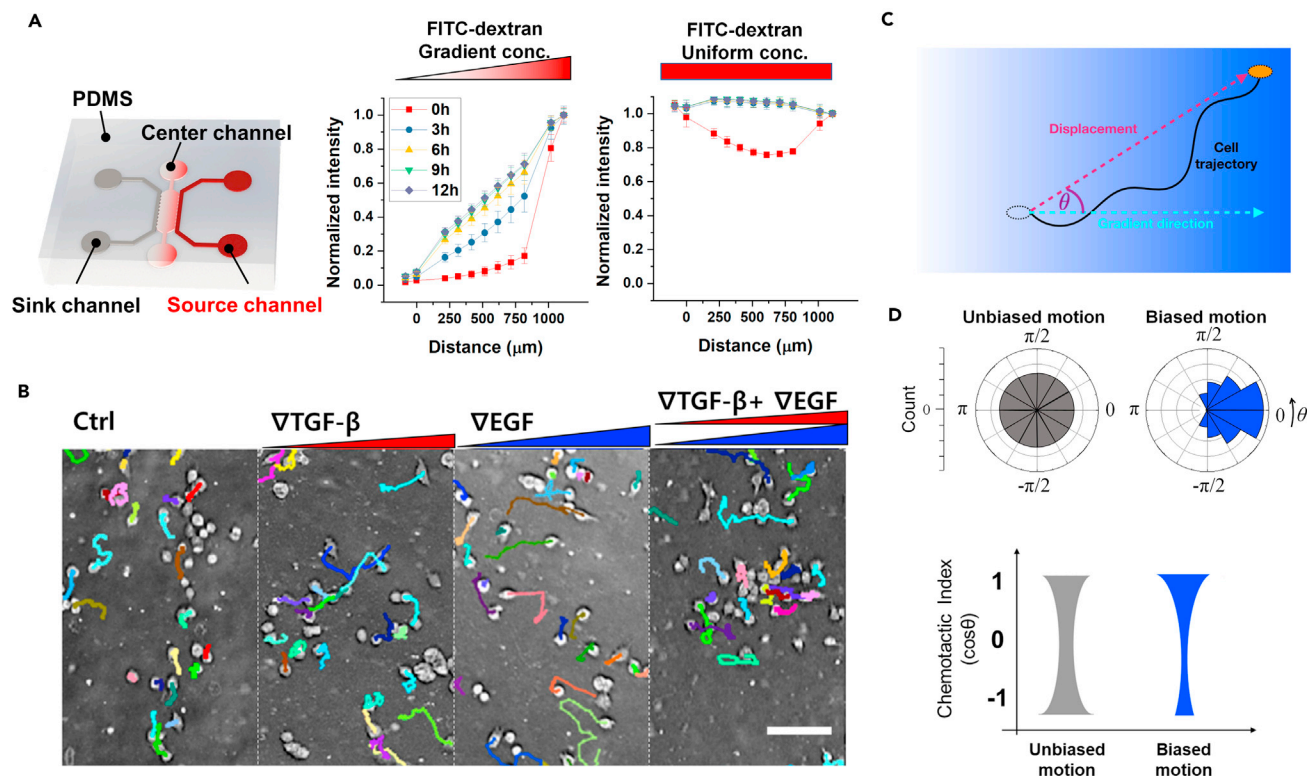 A
PDMS
Center channel
Sink channel
Source channel
FITC-dextran
Gradient conc.
Normalized intensity
1.0
0.8
0.6
0.4
0.2
0.0
0h
3h
6h
9h
12h
0
250
500
750
1000
Distance (μm)
FITC-dextran
Uniform conc.
Normalized intensity
1.0
0.8
0.6
0.4
0.2
0.0
0
250
500
750
1000
Distance (μm)
B
Ctrl
∇TGF-β
∇EGF
∇TGF-β+ ∇EGF
C
Displacement
Cell
trajectory
θ
Gradient direction
D
Unbiased motion
π/2
Count
0
π
0
-π/2
Biased motion
π/2
π
0
θ
-π/2
Chemotactic Index
(cosθ)
1
0
-1
Unbiased
motion
Biased
motion